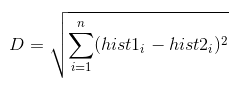 D = \sqrt{\sum_{i=1}^{n} (hist1_i - hist2_i)^2}